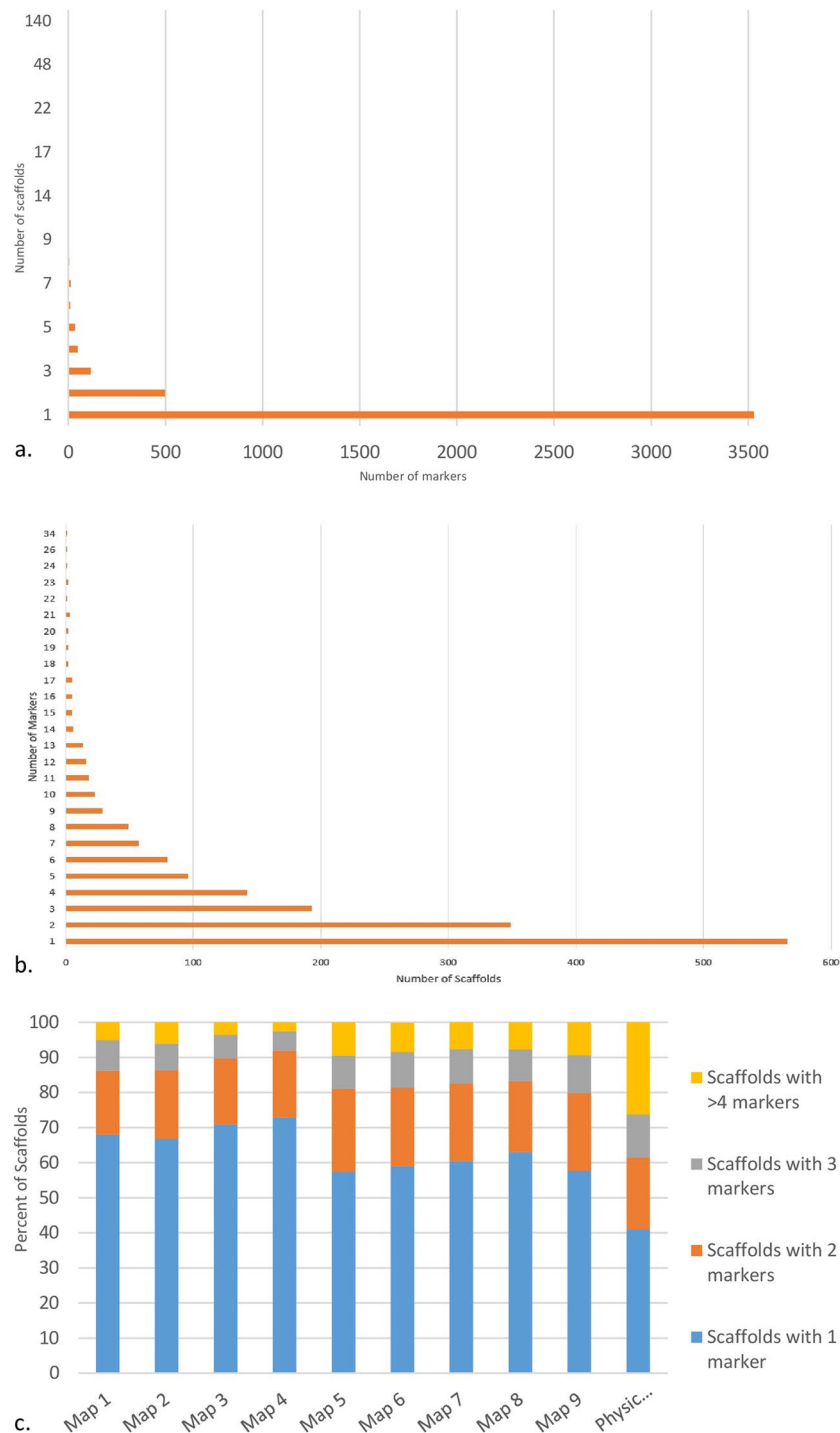 140
48
22
17
14
9
7
5
3
1
Number of scaffolds
0 500 1000 1500 2000 2500 3000 3500
Number of markers
a.
34
26
24
23
22
21
20
19
18
17
16
15
14
13
12
11
10
9
8
7
6
5
4
3
2
1
Number of Markers
0 100 200 300 400 500 600
Number of Scaffolds
b.
100
90
80
70
60
50
40
30
20
10
0
Percent of Scaffolds
Map 1 Map 2 Map 3 Map 4 Map 5 Map 6 Map 7 Map 8 Map 9 Physic...
Scaffolds with
>4 markers
Scaffolds with 3
markers
Scaffolds with 2
markers
Scaffolds with 1
marker
c.